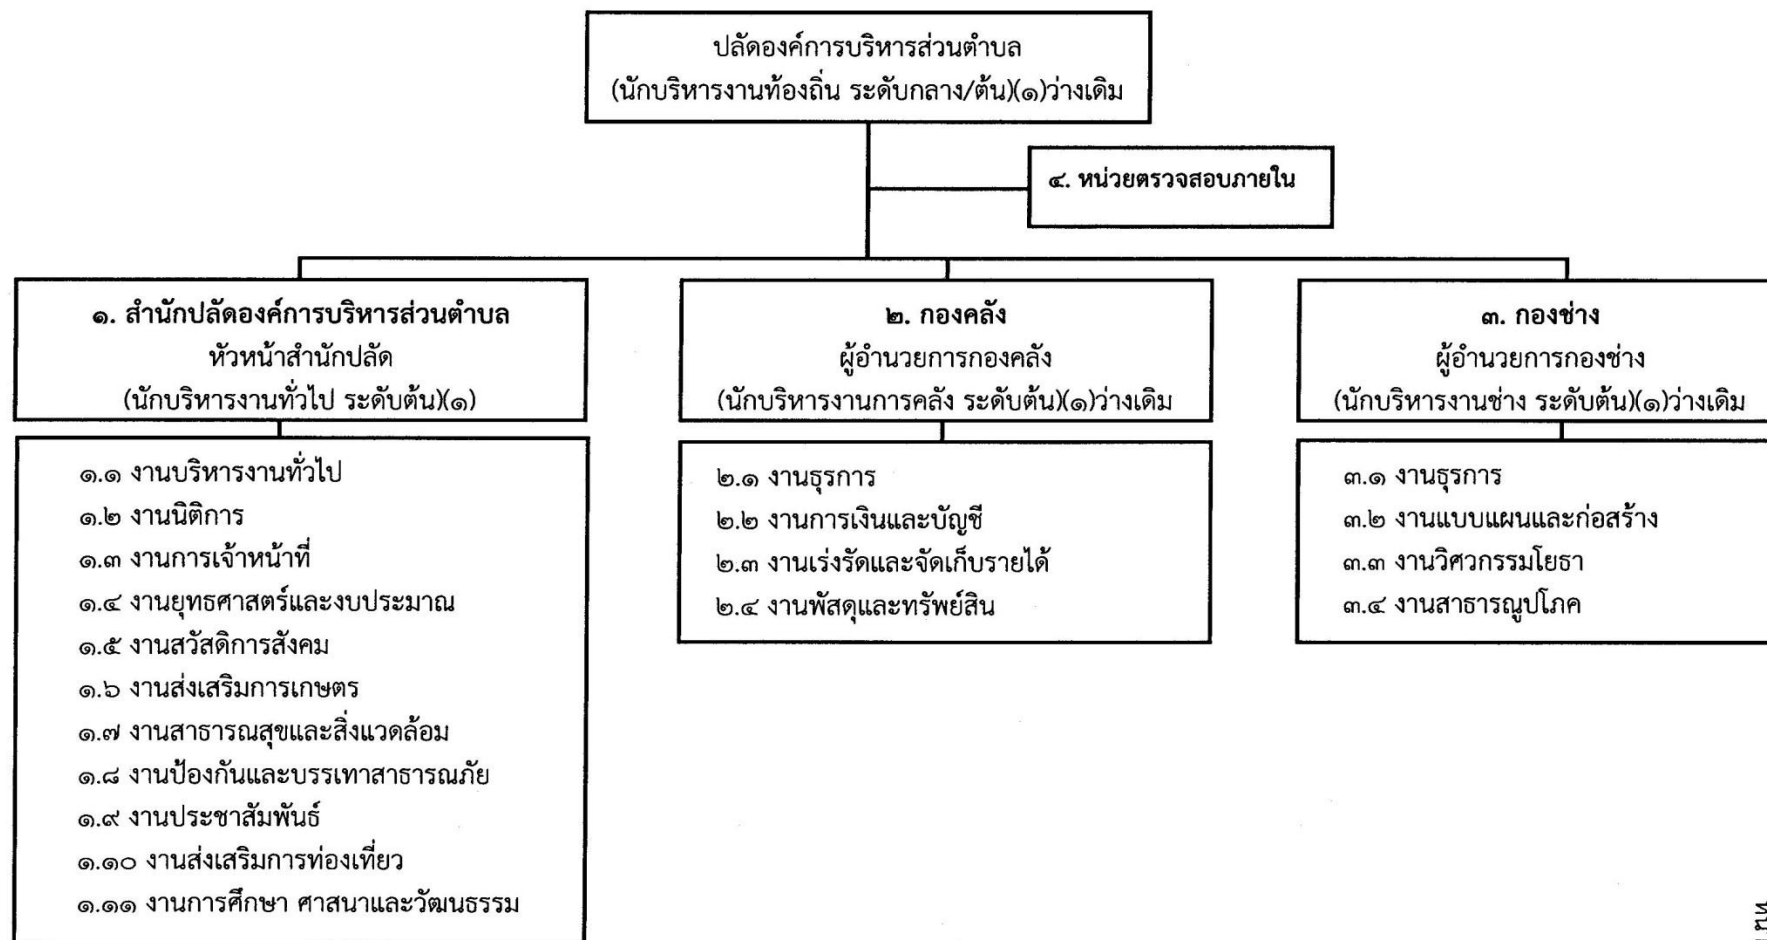 ปลัดองค์การบริหารส่วนตำบล
(นักบริหารงานท้องถิ่น ระดับกลาง/ต้น)(๑)ว่างเดิม
๔. หน่วยตรวจสอบภายใน
๑. สำนักปลัดองค์การบริหารส่วนตำบล
หัวหน้าสำนักปลัด
(นักบริหารงานทั่วไป ระดับต้น)(๑)
๑.๑ งานบริหารงานทั่วไป
๑.๒ งานนิติการ
๑.๓ งานการเจ้าหน้าที่
๑.๔ งานยุทธศาสตร์และงบประมาณ
๑.๕ งานสวัสดิการสังคม
๑.๖ งานส่งเสริมการเกษตร
๑.๗ งานสาธารณสุขและสิ่งแวดล้อม
๑.๘ งานป้องกันและบรรเทาสาธารณภัย
๑.๙ งานประชาสัมพันธ์
๑.๑๐ งานส่งเสริมการท่องเที่ยว
๑.๑๑ งานการศึกษา ศาสนาและวัฒนธรรม
๒. กองคลัง
ผู้อำนวยการกองคลัง
(นักบริหารงานการคลัง ระดับต้น)(๑)ว่างเดิม
๒.๑ งานธุรการ
๒.๒ งานการเงินและบัญชี
๒.๓ งานเร่งรัดและจัดเก็บรายได้
๒.๔ งานพัสดุและทรัพย์สิน
๓. กองช่าง
ผู้อำนวยการกองช่าง
(นักบริหารงานช่าง ระดับต้น)(๑)ว่างเดิม
๓.๑ งานธุรการ
๓.๒ งานแบบแผนและก่อสร้าง
๓.๓ งานวิศวกรรมโยธา
๓.๔ งานสาธารณูปโภค